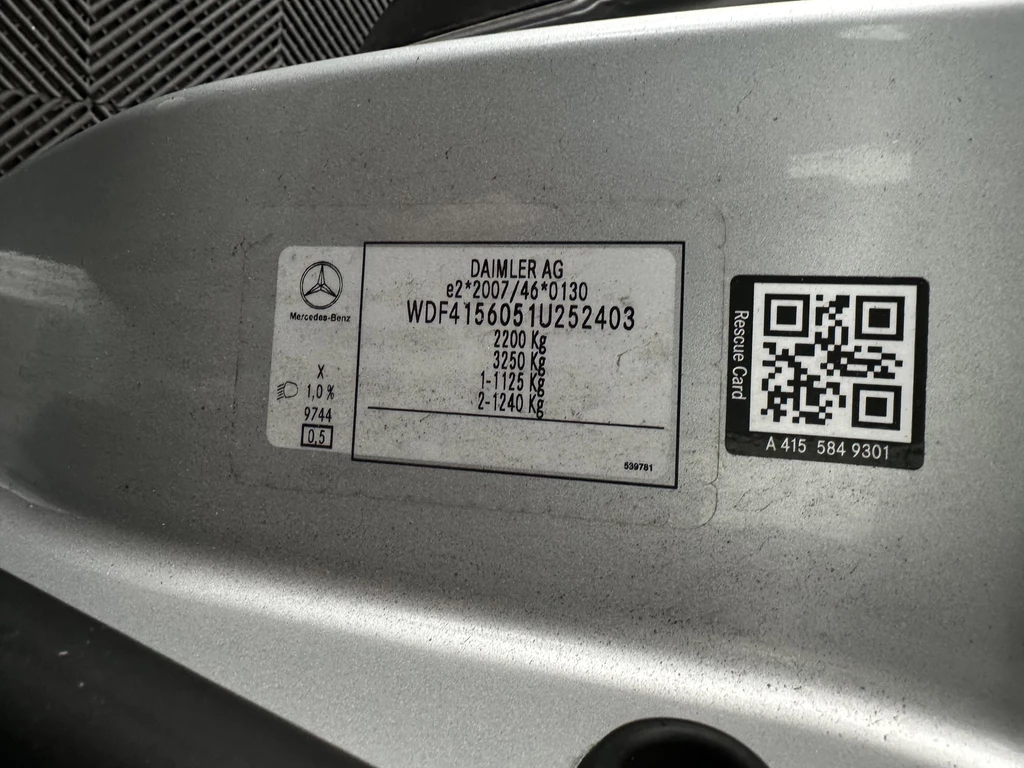 Mercedes-Benz
X
1,0 %
9744
0,5
DAIMLER AG
e2*2007/46*0130
WDF4156051U252403
2200 Kg
3250 Kg
1-1125 Kg
2-1240 Kg
539781
Rescue Card
A 415 584 9301